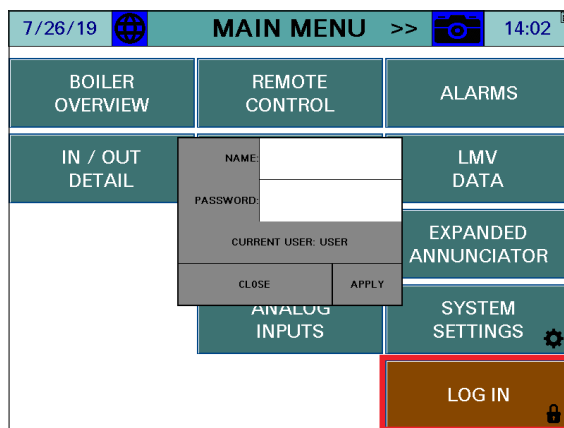 7/26/19 MAIN MENU >> 14:02
BOILER
OVERVIEW
REMOTE
CONTROL
ALARMS
IN / OUT
DETAIL
LMV
DATA
NAME:
PASSWORD:
CURRENT USER: USER
CLOSE APPLY
EXPANDED
ANNUNCIATOR
ANALOG
INPUTS
SYSTEM
SETTINGS
LOG IN